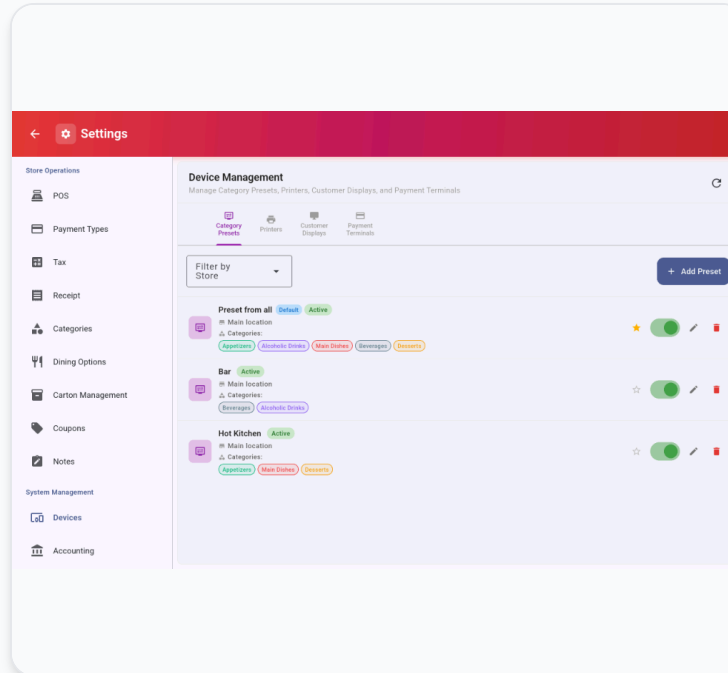 Settings
Store Operations
POS
Payment Types
Tax
Receipt
Categories
Dining Options
Carton Management
Coupons
Notes
System Management
Devices
Accounting
Device Management
Manage Category Presets, Printers, Customer Displays, and Payment Terminals
Category
Presets
Printers
Customer
Displays
Payment
Terminals
Filter by
Store
+ Add Preset
Preset from all Default Active
Main location
Categories:
Appetizers Alcoholic Drinks Main Dishes Beverages Desserts
Bar Active
Main location
Categories:
Beverages Alcoholic Drinks
Hot Kitchen Active
Main location
Categories:
Appetizers Main Dishes Desserts